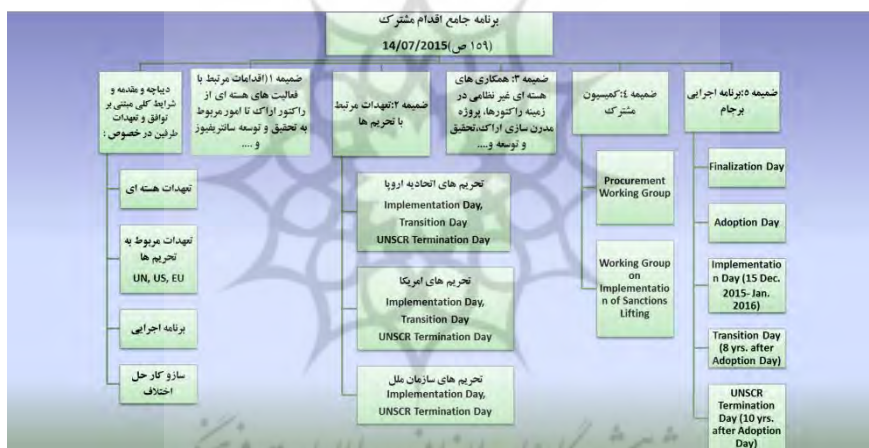 برنامه جامع اقدام مشترک
(۱۵۹ ص)14/07/2015
دیباچه و مقدمه و
شرایط کلی مبتنی بر
توافق و تعهدات
طرفین در خصوص :
تعهدات هسته ای
تعهدات مربوط به
تحریم ها
UN, US, EU
برنامه اجرایی
سازو کار حل
اختلاف
ضمیمه ۱(اقدامات مرتبط با
فعالیت های هسته ای از
راکتور اراک تا امور مربوط
به تحقیق و توسعه سانتریفیوژ
و ....
ضمیمه ۲:تعهدات مرتبط
با تحریم ها
تحریم های اتحادیه اروپا
Implementation Day,
Transition Day
UNSCR Termination Day
تحریم های امریکا
Implementation Day,
Transition Day
UNSCR Termination Day
تحریم های سازمان ملل
Implementation Day,
UNSCR Termination Day
ضمیمه ۳: همکاری های
هسته ای غیر نظامی در
زمینه راکتورها، پروژه
مدرن سازی اراک،تحقیق
و توسعه و....
ضمیمه ٤: کمیسیون
مشترک
Procurement
Working Group
Working Group
on
Implementatio
n of Sanctions
Lifting
ضمیمه ۵:برنامه اجرایی
برجام
Finalization Day
Adoption Day
Implementatio
n Day (15 Dec.
2015- Jan.
2016)
Transition Day
(8 yrs. after
Adoption Day)
UNSCR
Termination
Day (10 yrs.
after Adoption
Day)